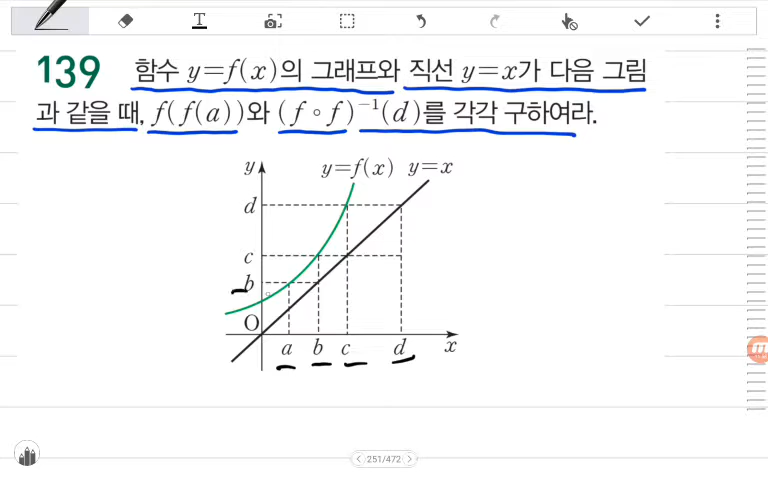 T
139 함수 y=f(x)의 그래프와 직선 y=x가 다음 그림
과 같을 때, f(f(a))와 (f∘f)⁻¹(d)를 각각 구하여라.
y y=f(x) y=x
d
c
b
O
a b c d x
251/472